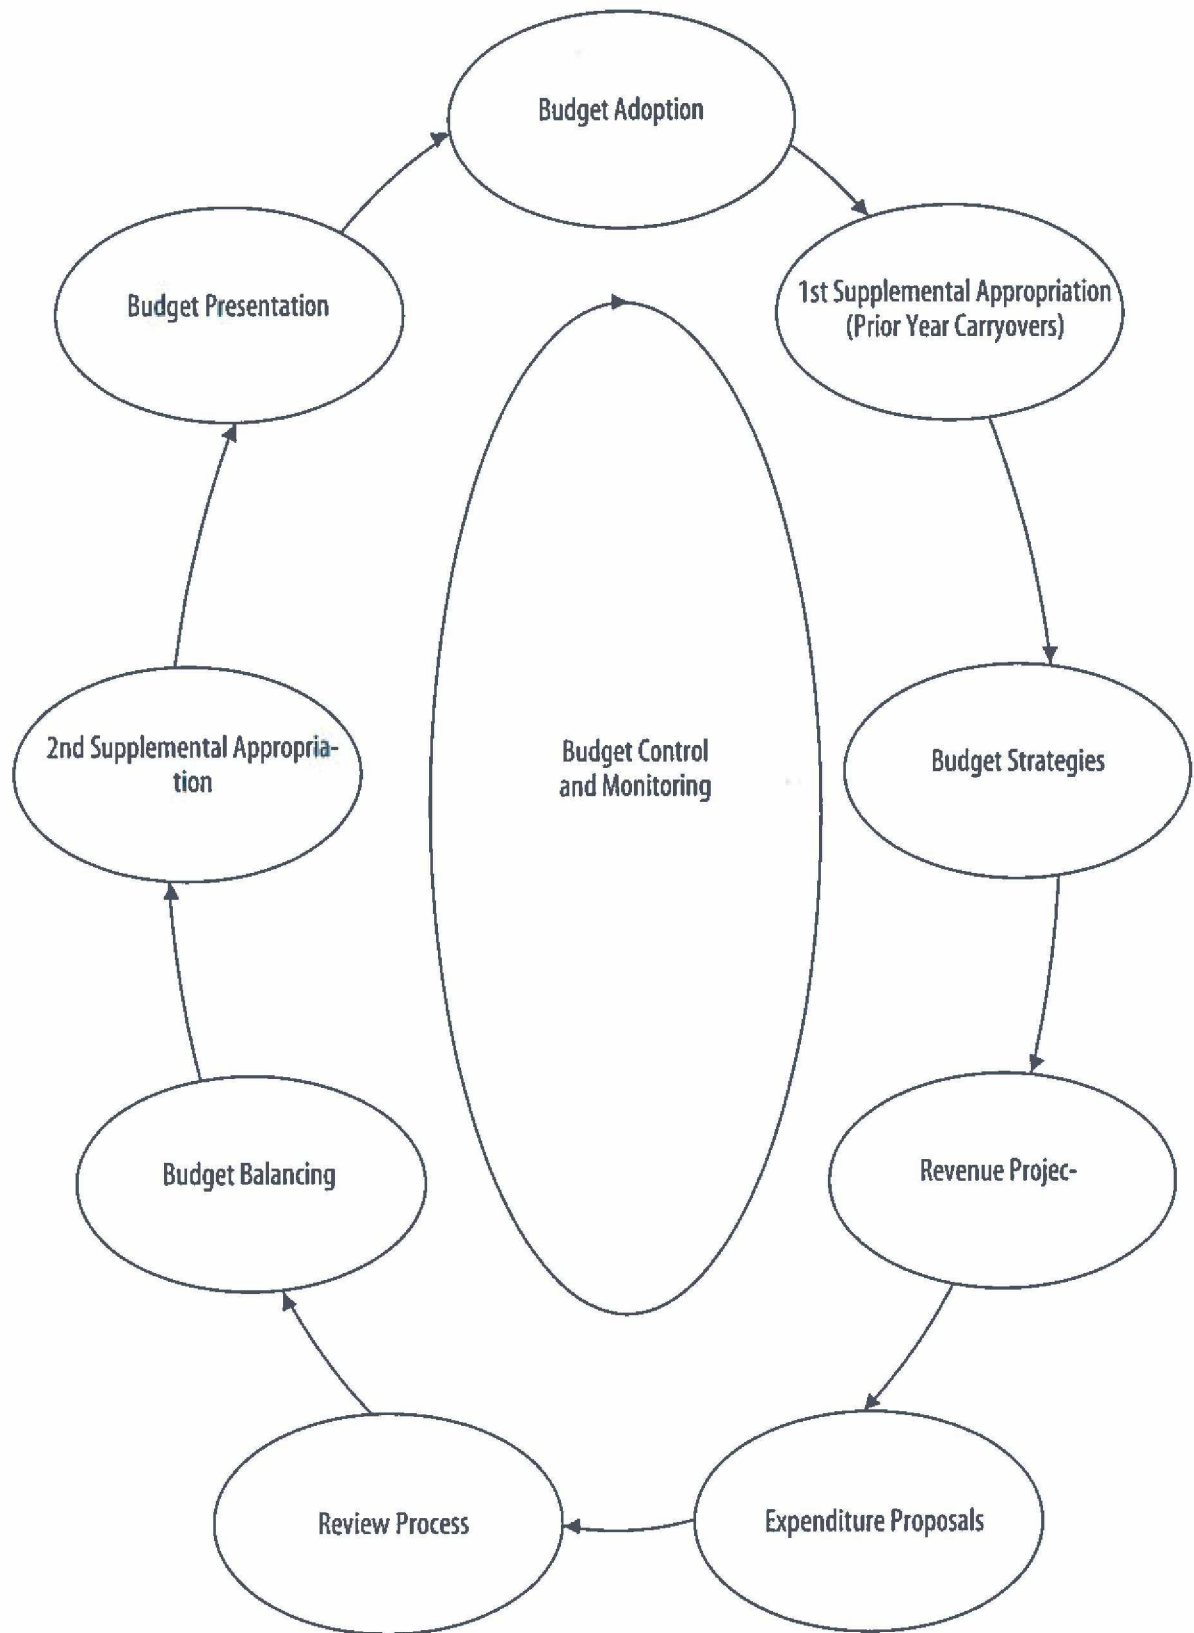 Budget Adoption
1st Supplemental Appropriation
(Prior Year Carryovers)
Budget Strategies
Revenue Projec-
Expenditure Proposals
Review Process
Budget Balancing
2nd Supplemental Appropria-
tion
Budget Presentation
Budget Control
and Monitoring